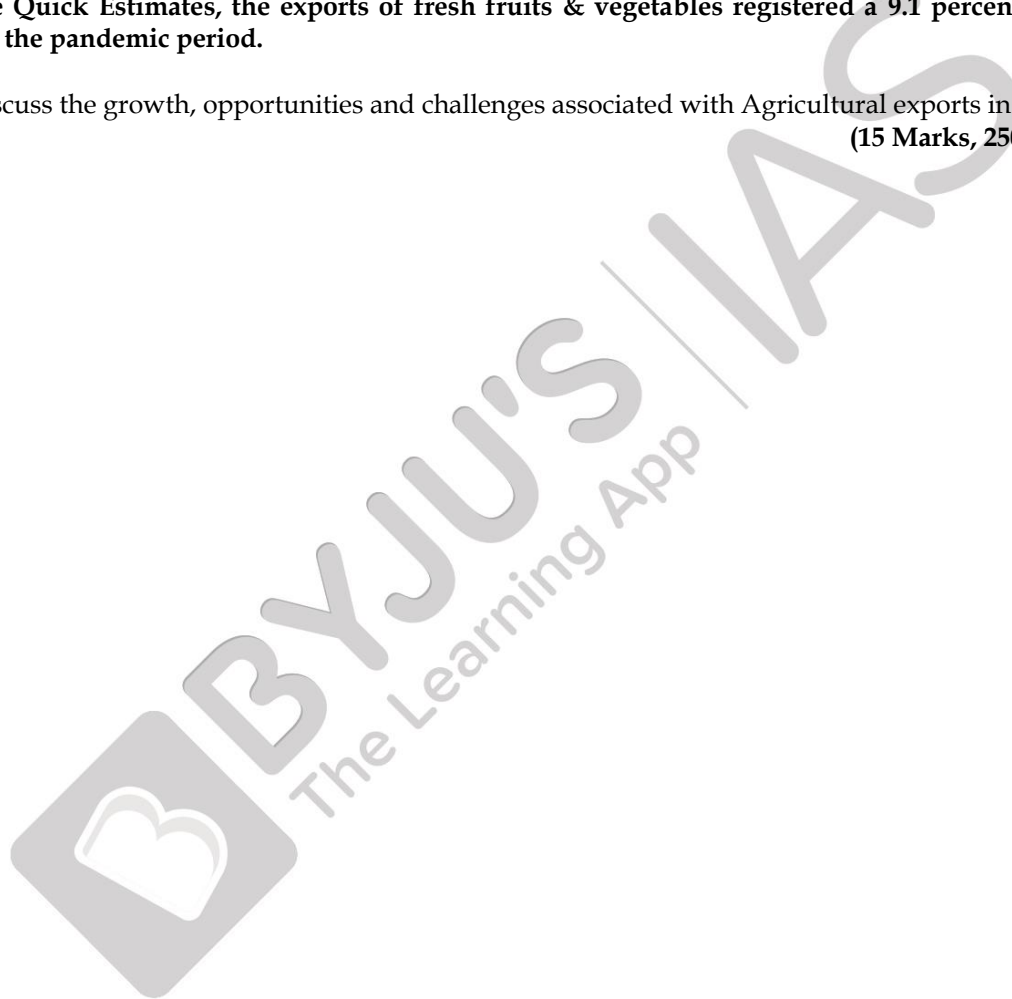 Quick Estimates, the exports of fresh fruits & vegetables registered a 9.1 percen
the pandemic period.
cuss the growth, opportunities and challenges associated with Agricultural exports in
(15 Marks, 25
BYJU'S IAS
The Learning App